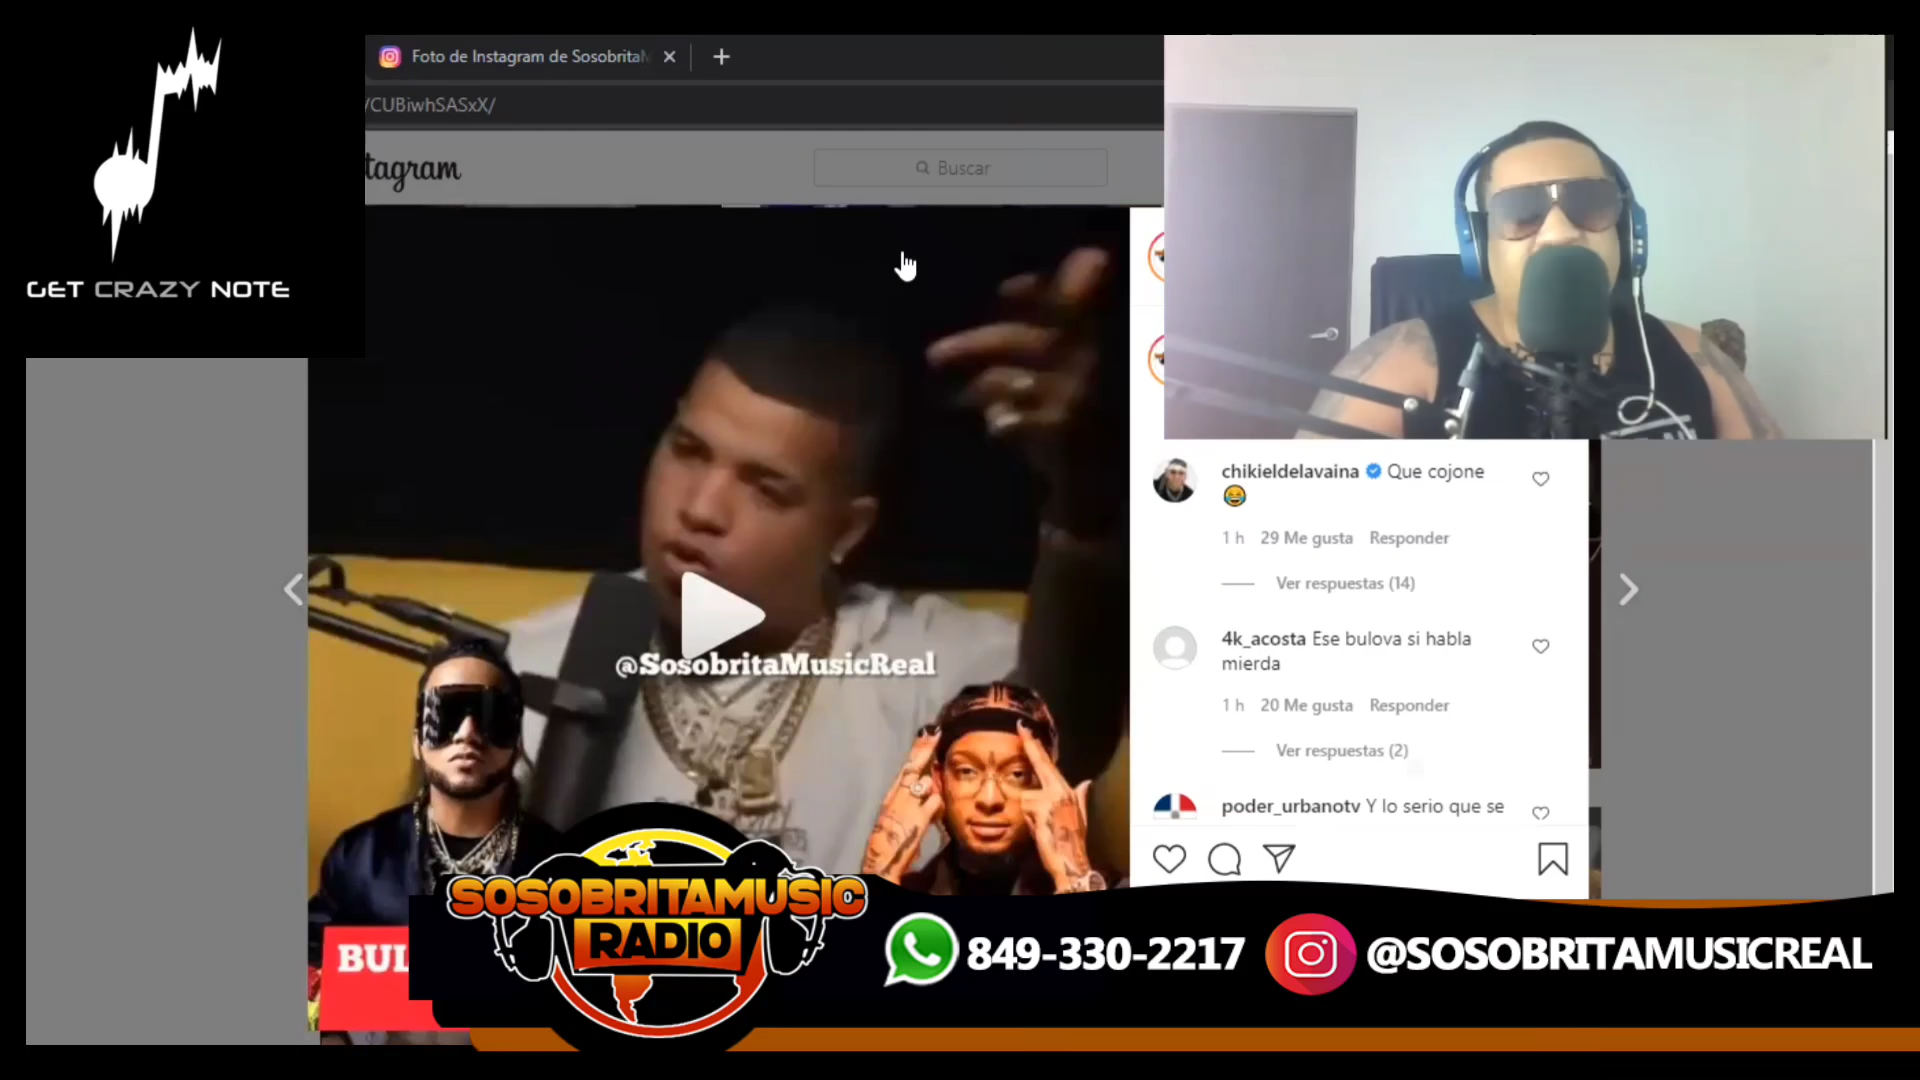 GET CRAZY NOTE
Foto de Instagram de Sosobrita
/CUBiwhSASxX/
tagram
Buscar
@SosobritaMusicReal
chikieldelavaina Que cojone
1 h 29 Me gusta Responder
Ver respuestas (14)
4k_acosta Ese bulova si habla
mierda
1 h 20 Me gusta Responder
Ver respuestas (2)
poder_urbanotv Y lo serio que se
BUL
SOSOBRITAMUSIC
RADIO
849-330-2217
@SOSOBRITAMUSICREAL